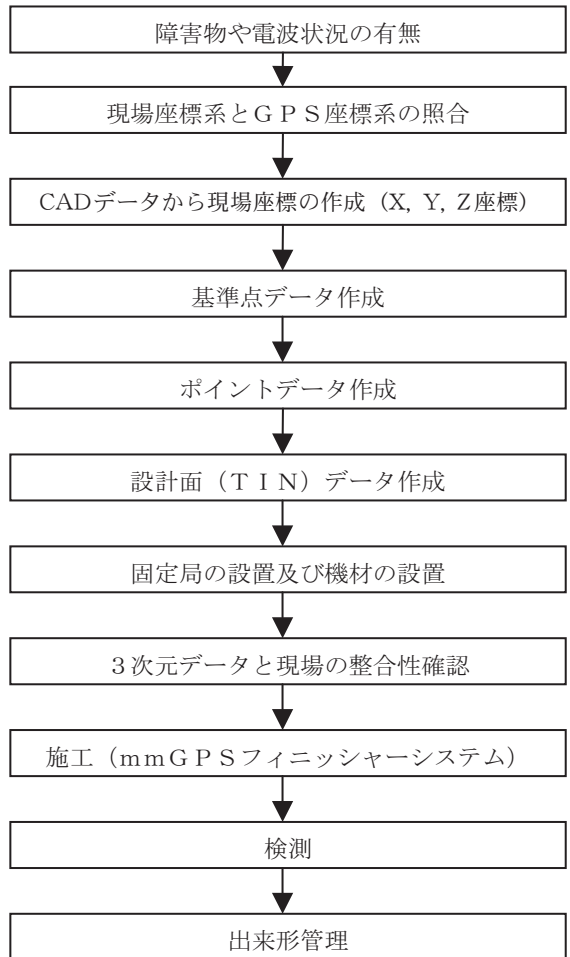 障害物や電波状況の有無
現場座標系とＧＰＳ座標系の照合
CADデータから現場座標の作成（X, Y, Z座標）
基準点データ作成
ポイントデータ作成
設計面（ＴＩＮ）データ作成
固定局の設置及び機材の設置
３次元データと現場の整合性確認
施工（ｍｍＧＰＳフィニッシャーシステム）
検測
出来形管理